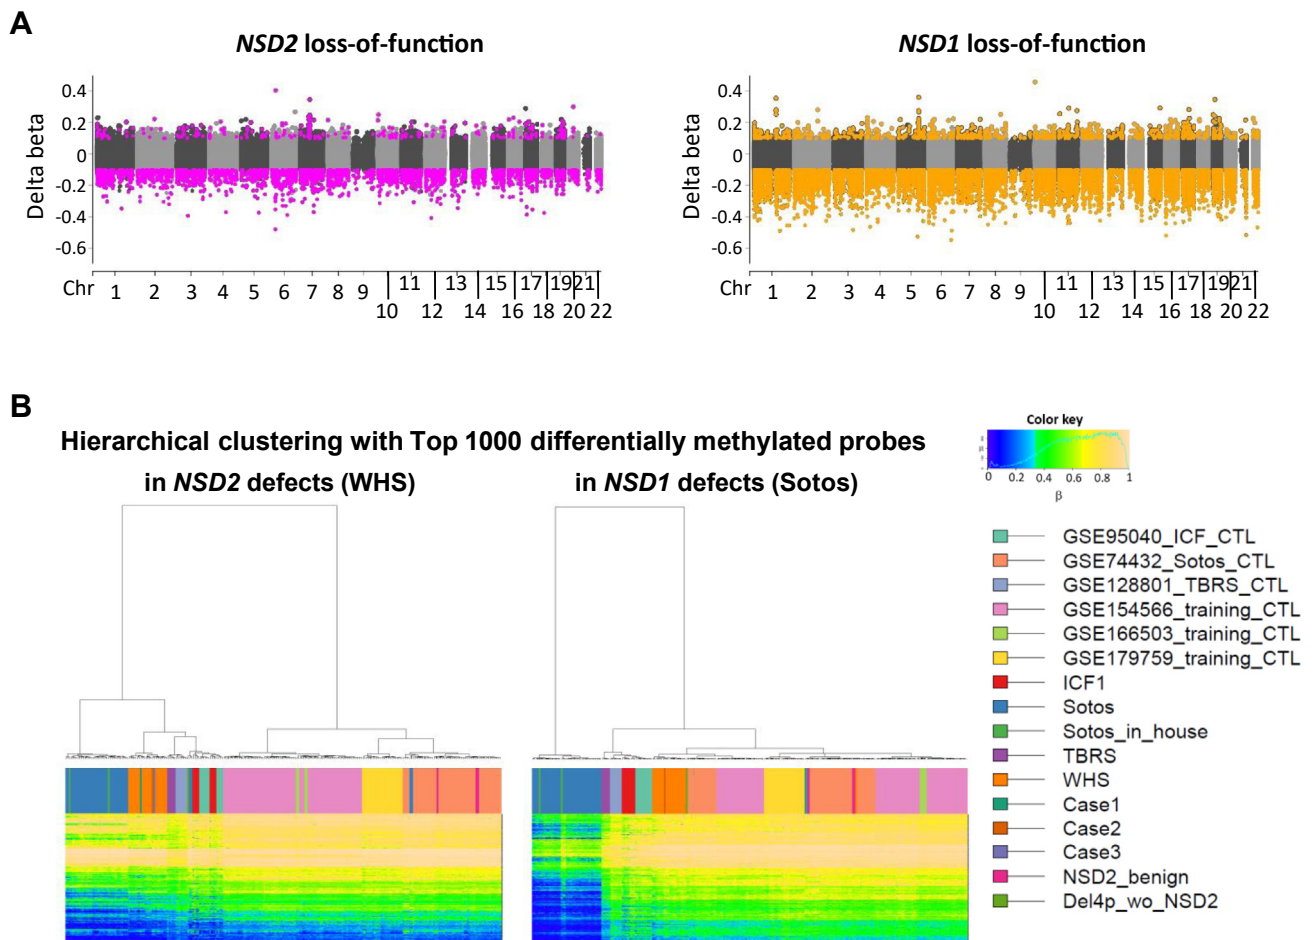 A
NSD2 loss-of-function
NSD1 loss-of-function
0.4
0.2
0
-0.2
-0.4
-0.6
Delta beta
Chr 1 2 3 4 5 6 7 8 9 10 11 12 13 14 15 16 17 18 19 20 21 22
0.4
0.2
0
-0.2
-0.4
-0.6
Delta beta
Chr 1 2 3 4 5 6 7 8 9 10 11 12 13 14 15 16 17 18 19 20 21 22
B
Hierarchical clustering with Top 1000 differentially methylated probes
in NSD2 defects (WHS)
in NSD1 defects (Sotos)
Color key
0 0.2 0.4 0.6 0.8 1
β
GSE95040_ICF_CTL
GSE74432_Sotos_CTL
GSE128801_TBRS_CTL
GSE154566_training_CTL
GSE166503_training_CTL
GSE179759_training_CTL
ICF1
Sotos
Sotos_in_house
TBRS
WHS
Case1
Case2
Case3
NSD2_benign
Del4p_wo_NSD2